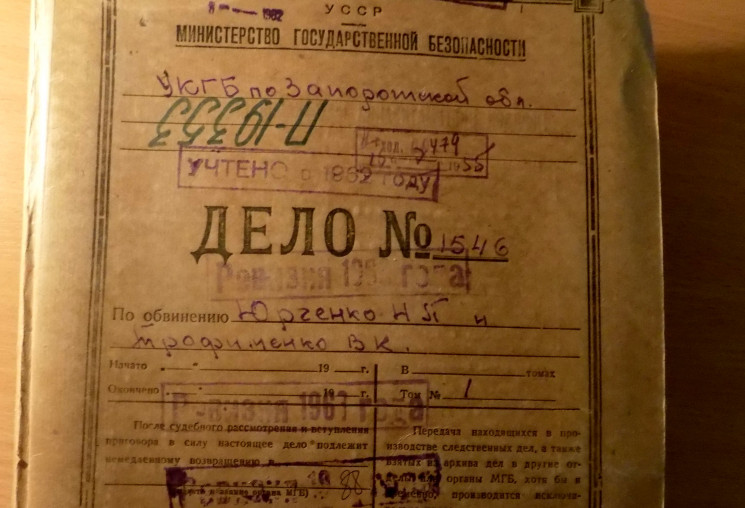 УССР
МИНИСТЕРСТВО ГОСУДАРСТВЕННОЙ БЕЗОПАСНОСТИ
УКГБ по Запорожской обл.
П-19353
УЧТЕНО в 1962 году
ДЕЛО № 1546
Ревизия года
По обвинению Юрченко Н П и
Трофименко В К.
Начато 19 г.
Окончено 19 г.
Ревизия 1967 года
После судебного рассмотрения и вступления
приговора в силу настоящее дело подлежит
немедленному возвращению в
В томах
Том № 1
Передача находящихся в про-
изводстве следственных дел, а также
взятых из архива дел в другие от-
делы или органы МГБ, хотя бы и
временно, производится исключи-